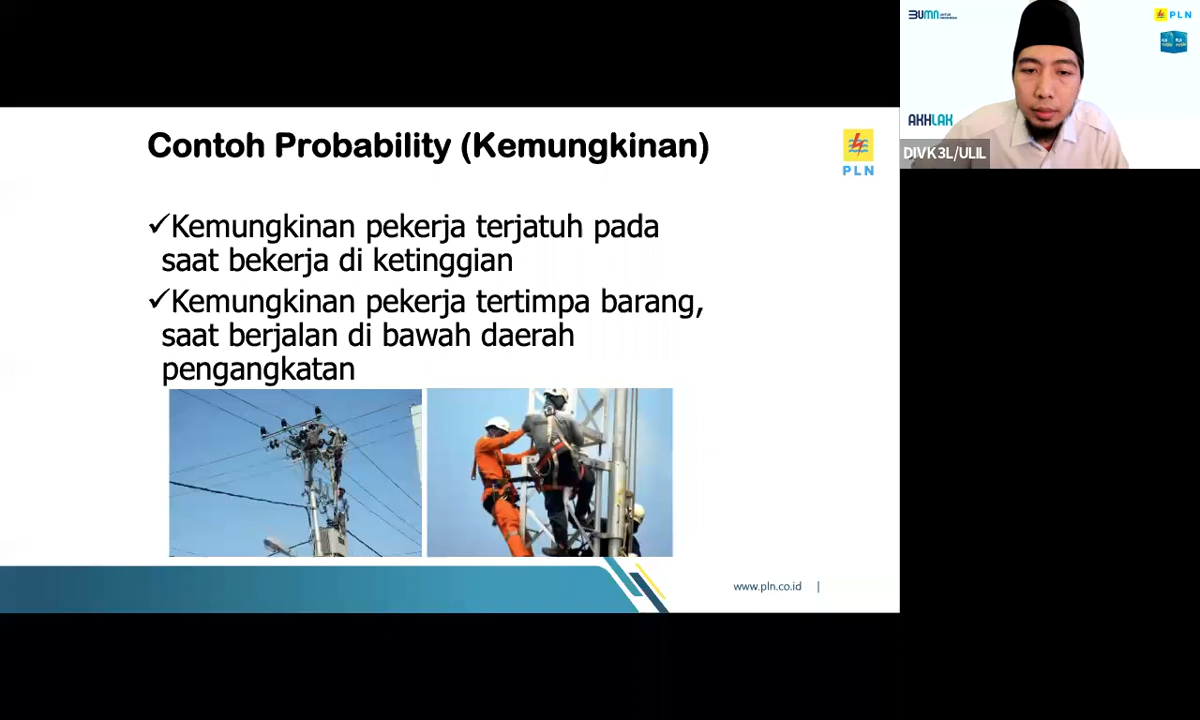 Contoh Probability (Kemungkinan)
PLN
✓Kemungkinan pekerja terjatuh pada
saat bekerja di ketinggian
✓Kemungkinan pekerja tertimpa barang,
saat berjalan di bawah daerah
pengangkatan
www.pln.co.id |
BUMN
PLN
AKHLAK
DIVK3L/ULIL